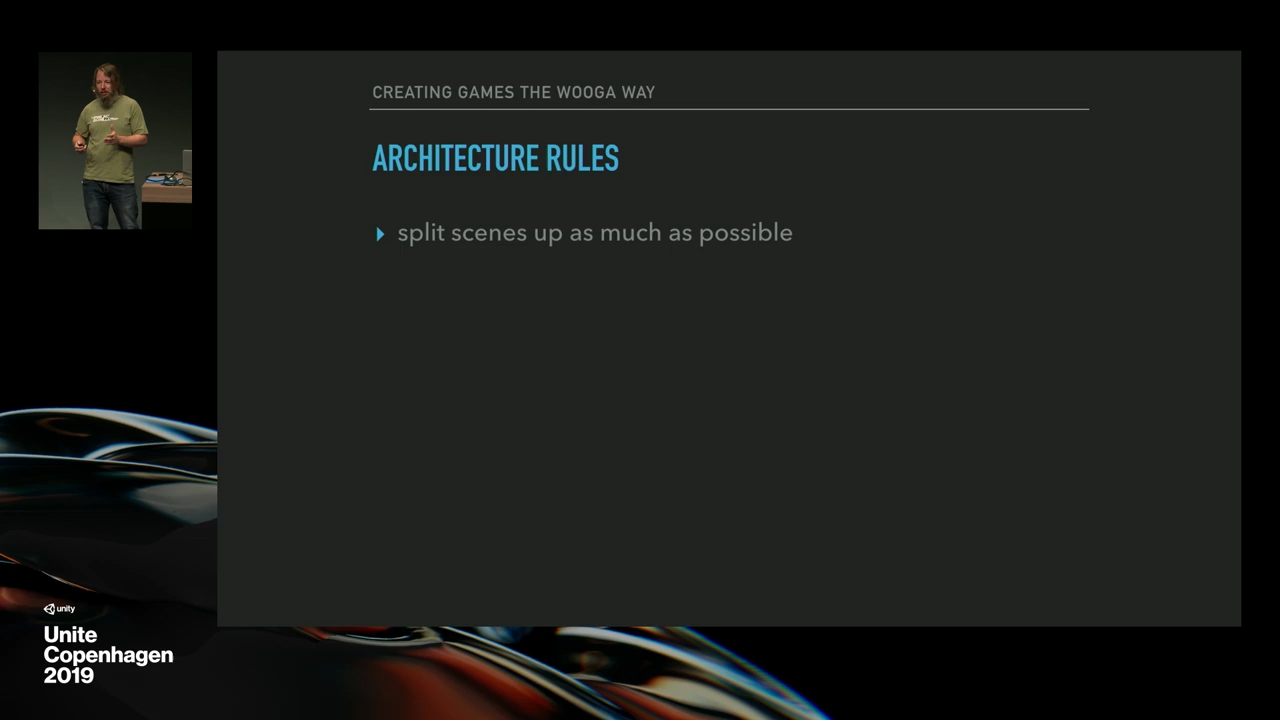 CREATING GAMES THE WOOGA WAY
ARCHITECTURE RULES
split scenes up as much as possible
unity
Unite
Copenhagen
2019